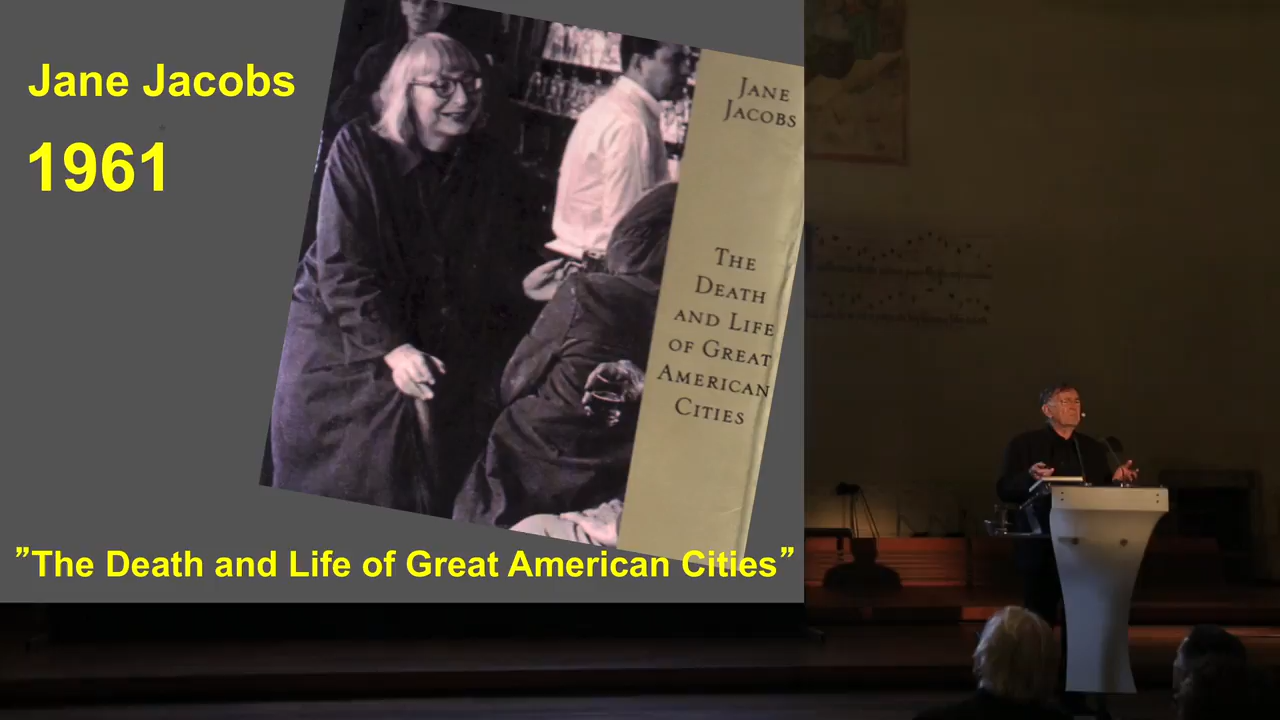 Jane Jacobs
1961
JANE
JACOBS
THE
DEATH
AND LIFE
OF GREAT
AMERICAN
CITIES
”The Death and Life of Great American Cities”